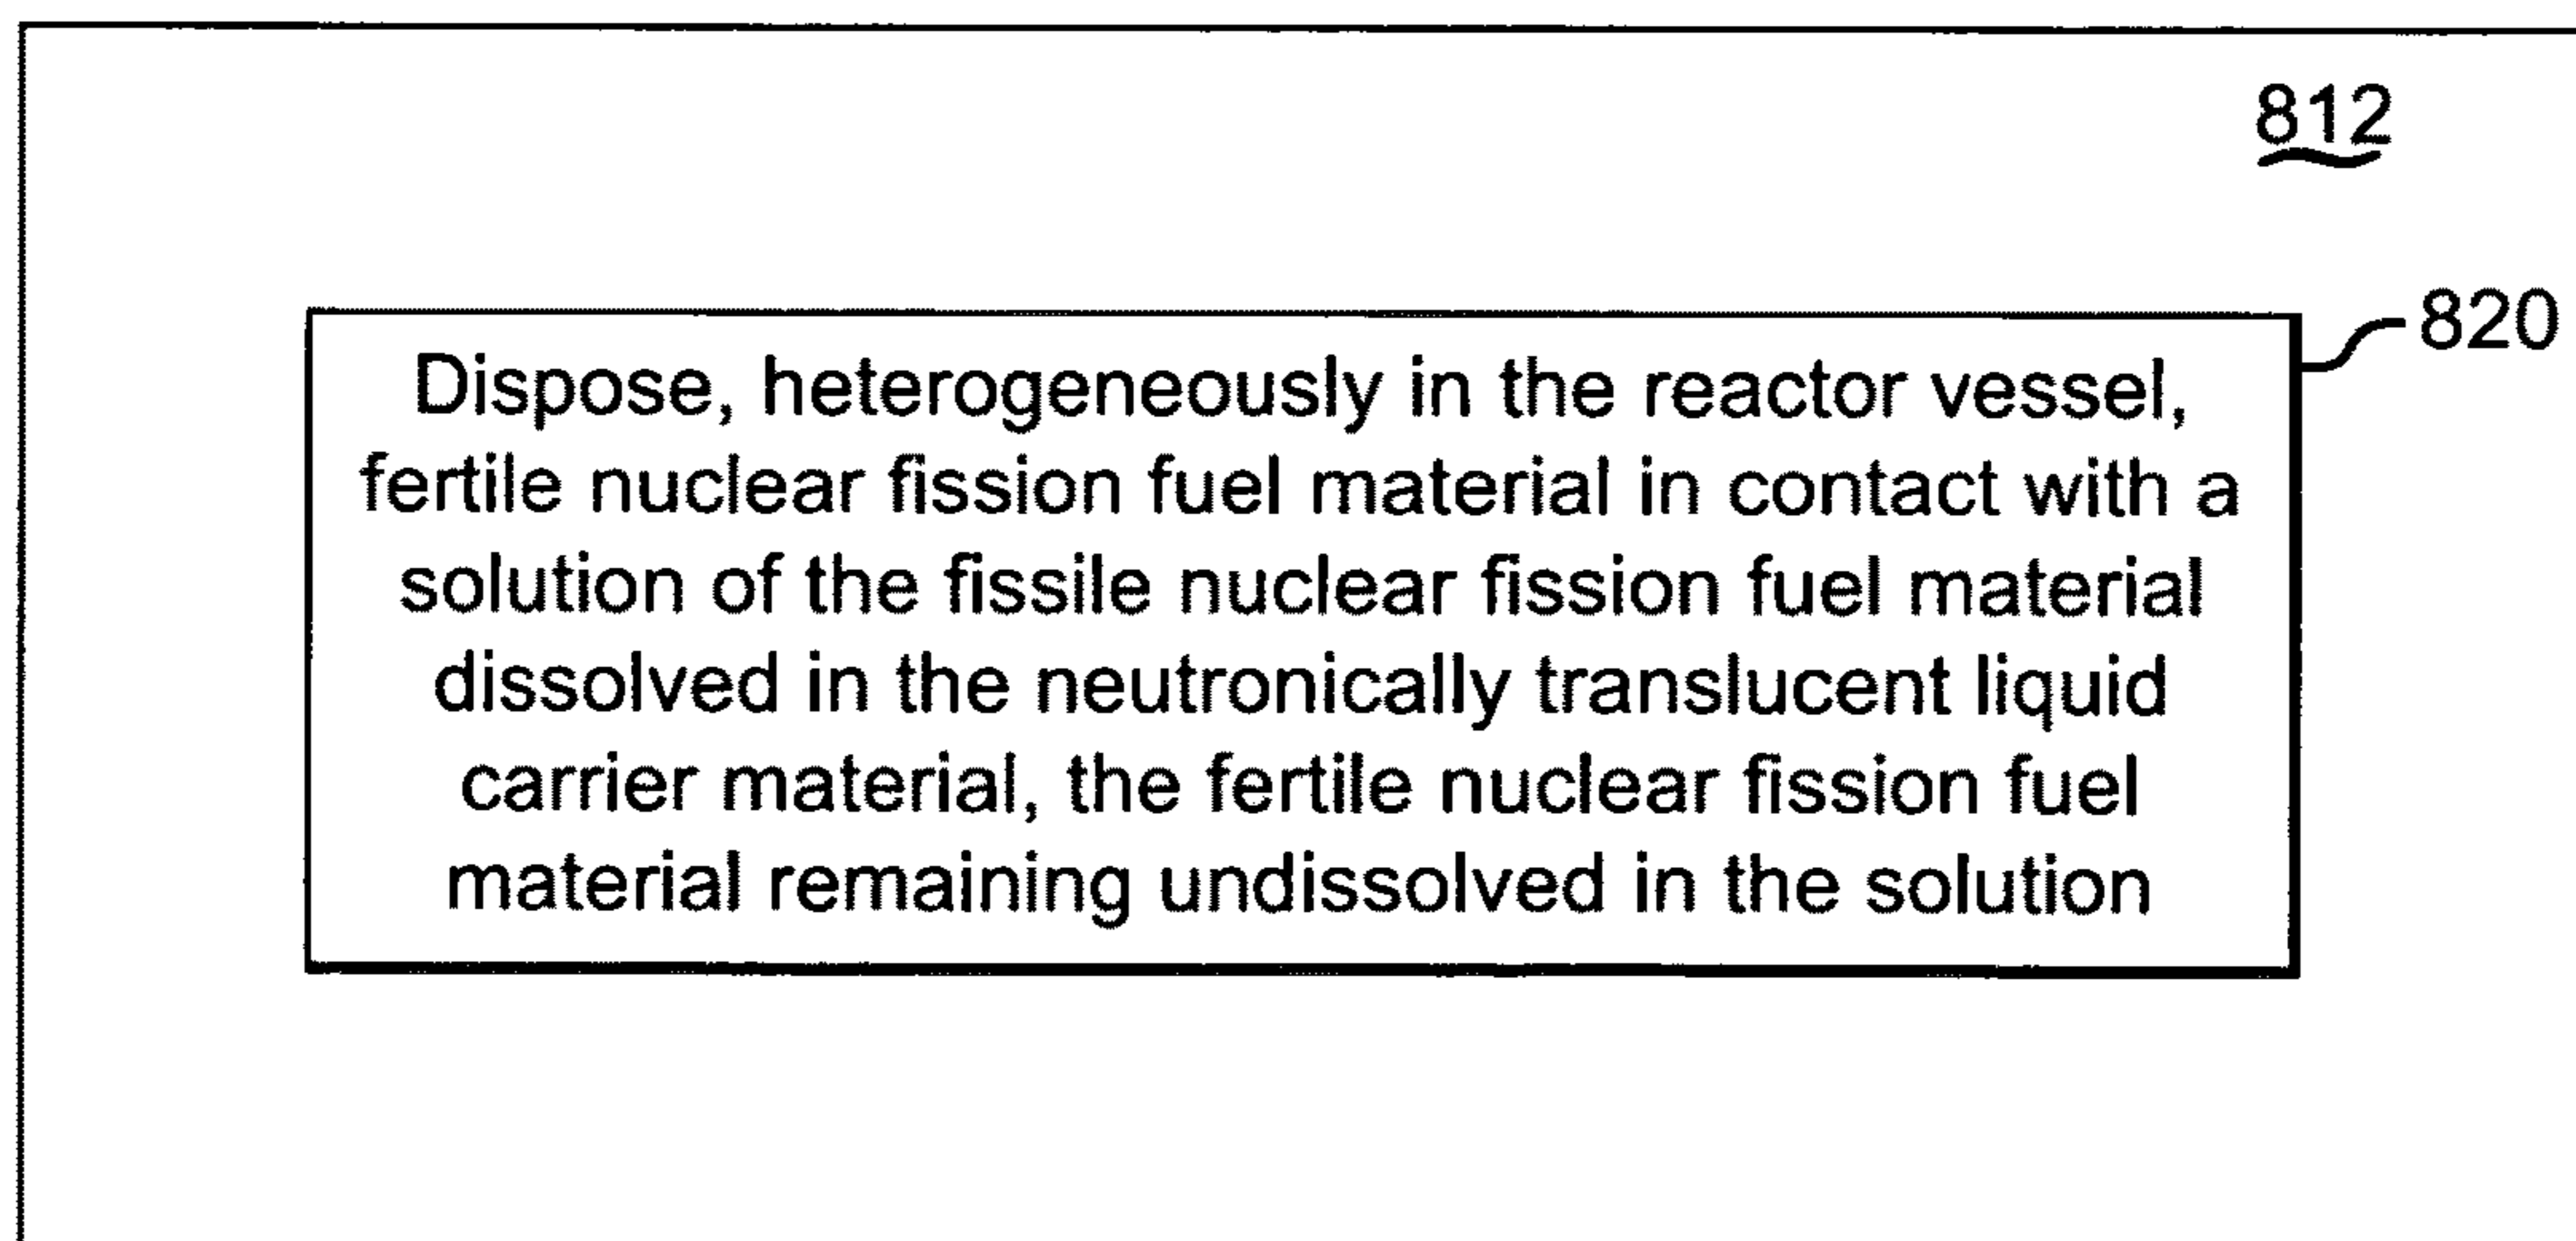 812
820
Dispose, heterogeneously in the reactor vessel,
fertile nuclear fission fuel material in contact with a
solution of the fissile nuclear fission fuel material
dissolved in the neutronically translucent liquid
carrier material, the fertile nuclear fission fuel
material remaining undissolved in the solution